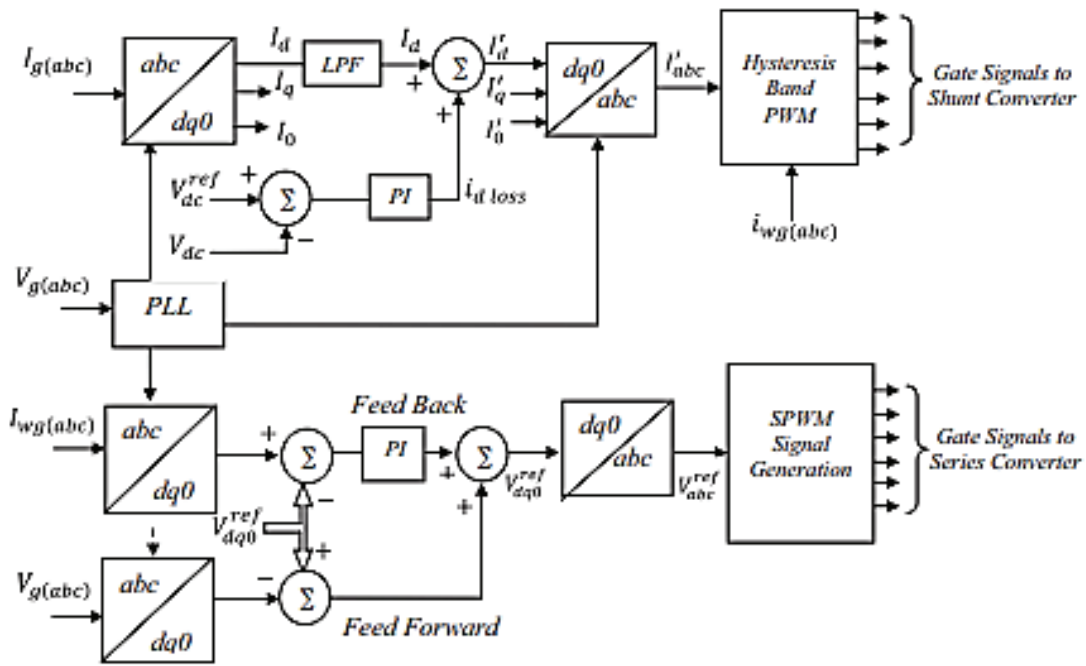 I_g(abc)
abc
dq0
I_d
LPF
I_d
+
Σ
+
I'_d
I_q
I_0
I'_q
I'_0
dq0
abc
I'_abc
Hysteresis
Band
PWM
Gate Signals to
Shunt Converter
i_wg(abc)
V_dc^ref
+
Σ
−
V_dc
PI
i_d loss
V_g(abc)
PLL
I_wg(abc)
abc
dq0
+
Σ
−
Feed Back
PI
+
Σ
+
V_dq0^ref
dq0
abc
V_abc^ref
SPWM
Signal
Generation
Gate Signals to
Series Converter
V_dq0^ref
+
V_g(abc)
abc
dq0
−
Σ
Feed Forward